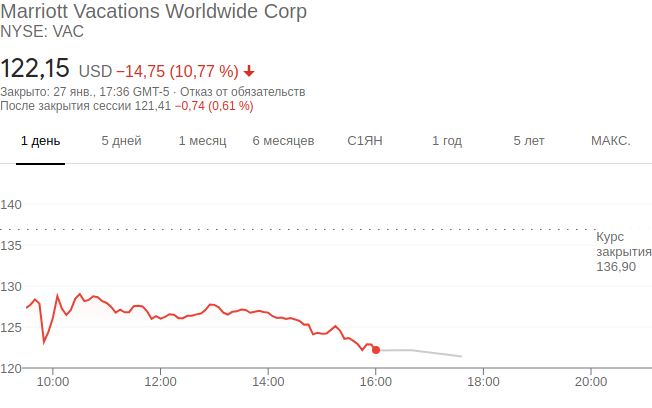 Marriott Vacations Worldwide Corp
NYSE: VAC
122,15 USD −14,75 (10,77 %)
Закрыто: 27 янв., 17:36 GMT-5 · Отказ от обязательств
После закрытия сессии 121,41 −0,74 (0,61 %)
1 день 5 дней 1 месяц 6 месяцев С1ЯН 1 год 5 лет МАКС.
140
Курс
закрытия
136,90
135
130
125
120
10:00 12:00 14:00 16:00 18:00 20:00